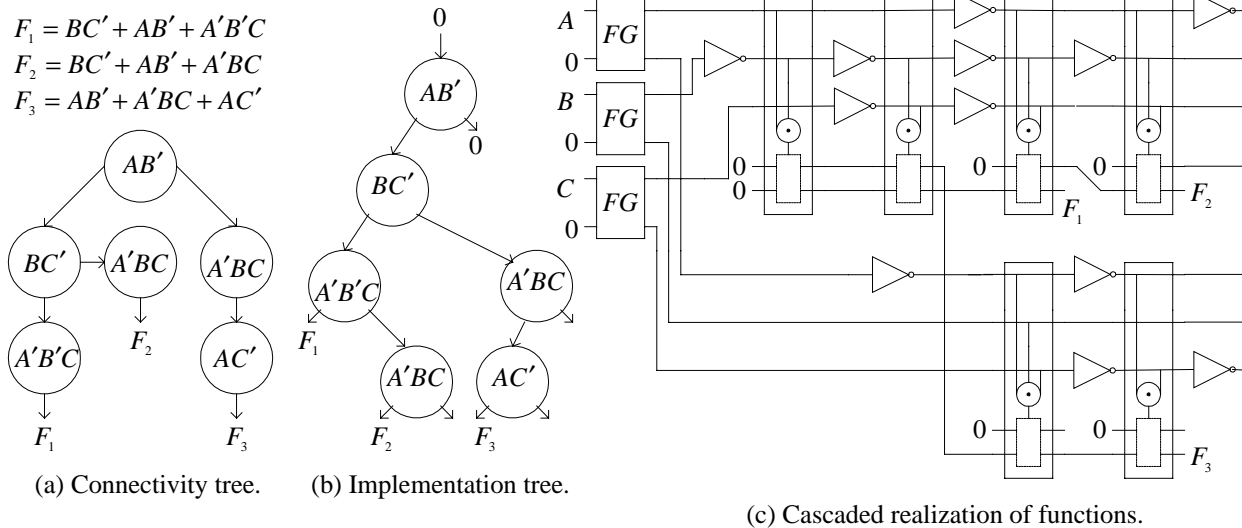 F₁ = BC′ + AB′ + A′B′C
F₂ = BC′ + AB′ + A′BC
F₃ = AB′ + A′BC + AC′
AB′
BC′
A′BC
A′BC
A′B′C
F₂
AC′
F₁
F₃
(a) Connectivity tree.
0
AB′
0
BC′
A′B′C
A′BC
F₁
A′BC
AC′
F₂
F₃
(b) Implementation tree.
A
FG
0
B
FG
0
C
FG
0
0
0
0
0
F₁
F₂
0
0
F₃
(c) Cascaded realization of functions.